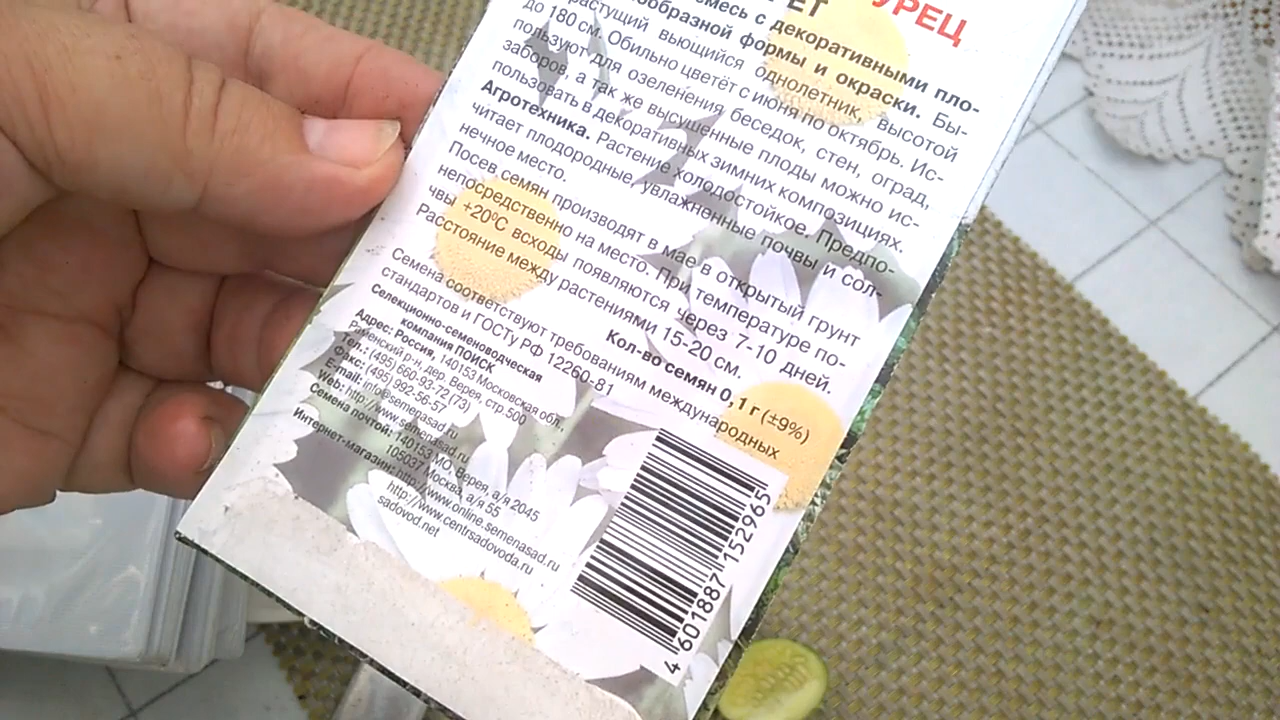 УРЕЦ
ЕТ
смесь с декоративными пло-
ообразной формы и окраски. Бы-
растущий вьющийся однолетник, высотой
до 180 см. Обильно цветёт с июня по октябрь. Ис-
пользуют для озеленения беседок, стен, оград,
заборов, а так же высушенные плоды можно ис-
пользовать в декоративных зимних композициях.
Агротехника. Растение холодостойкое. Предпо-
читает плодородные, увлажненные почвы и сол-
нечное место.
Посев семян производят в мае в открытый грунт
непосредственно на место. При температуре по-
чвы +20⁰С всходы появляются через 7-10 дней.
Расстояние между растениями 15-20 см.
Кол-во семян 0,1 г (±9%)
Семена соответствуют требованиям международных
стандартов и ГОСТу РФ 12260-81
Селекционно-семеноводческая
компания ПОИСК
Адрес: Россия, 140153 Московская обл.,
Раменский р-н, дер. Верея, стр.500
Тел.: (495) 660-93-72 (73)
Факс: (495) 992-56-57
E-mail: info@semenasad.ru
Web: http://www.semenasad.ru
Семена почтой: 140153 МО, Верея, а/я 2045
105037 Москва, а/я 55
Интернет-магазин: http://www.online.semenasad.ru
http://www.centrsadovoda.ru
sadovod.net
4 601887 152965